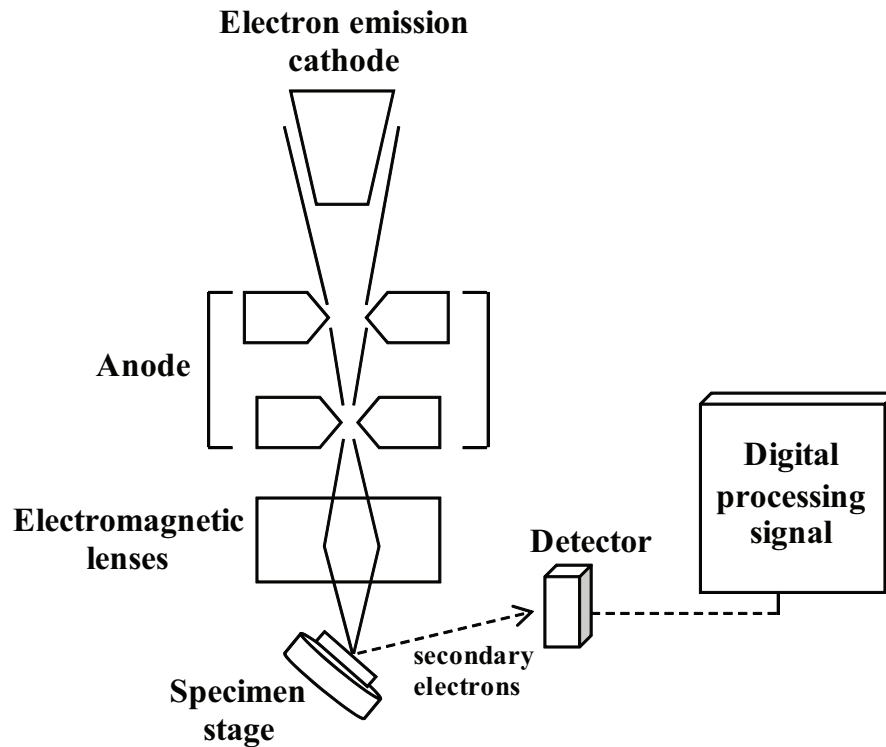 Electron emission
cathode
Anode
Electromagnetic
lenses
Digital
processing
signal
Detector
secondary
electrons
Specimen
stage